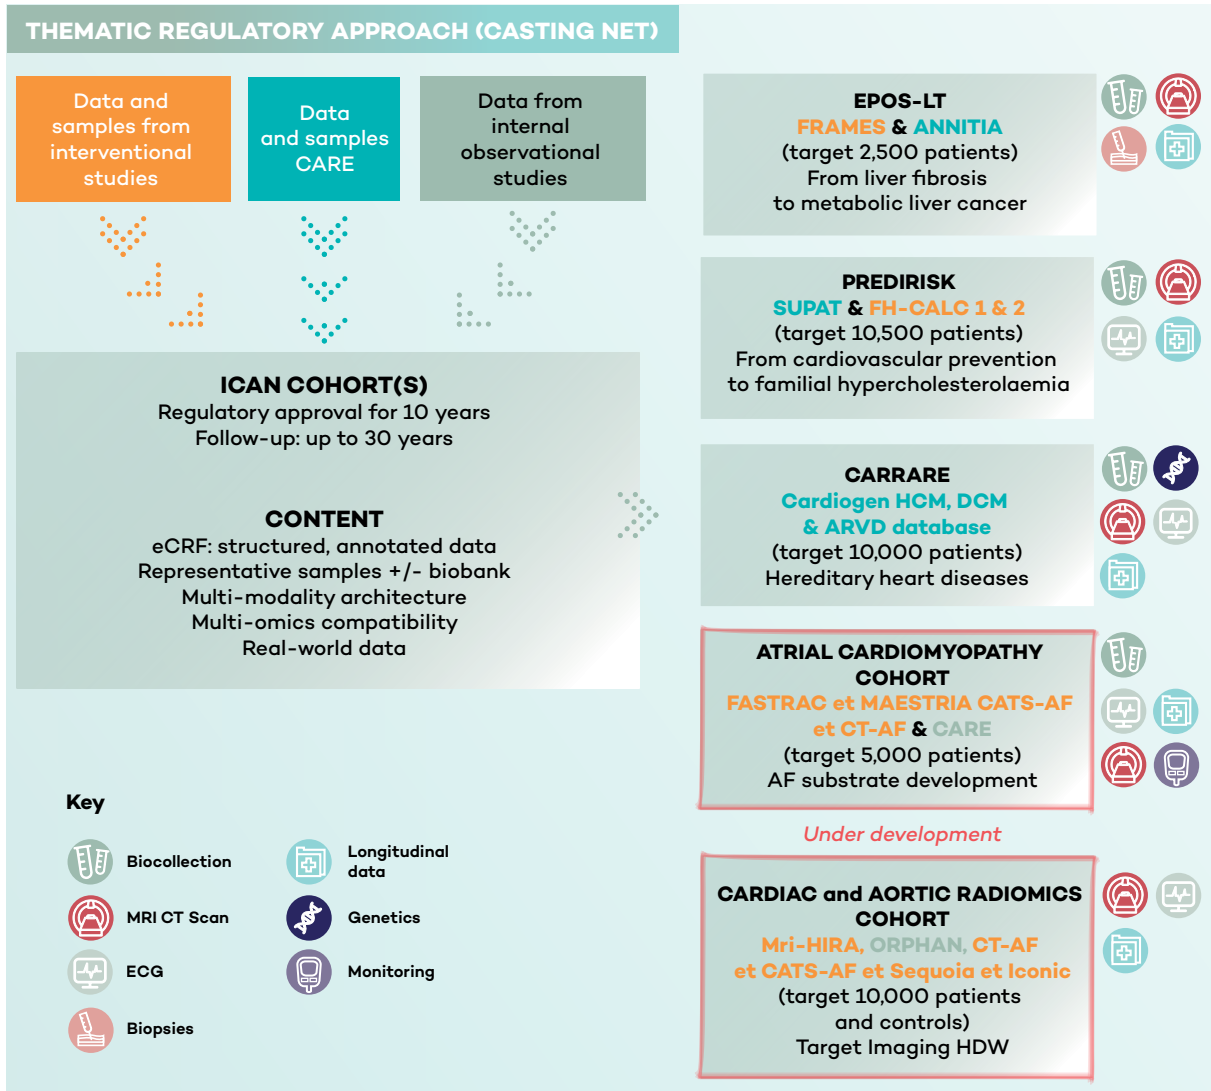 THEMATIC REGULATORY APPROACH (CASTING NET)
Data and
samples from
interventional
studies
Data
and samples
CARE
Data from
internal
observational
studies
ICAN COHORT(S)
Regulatory approval for 10 years
Follow-up: up to 30 years
CONTENT
eCRF: structured, annotated data
Representative samples +/- biobank
Multi-modality architecture
Multi-omics compatibility
Real-world data
EPOS-LT
FRAMES & ANNITIA
(target 2,500 patients)
From liver fibrosis
to metabolic liver cancer
PREDIRISK
SUPAT & FH-CALC 1 & 2
(target 10,500 patients)
From cardiovascular prevention
to familial hypercholesterolaemia
CARRARE
Cardiogen HCM, DCM
& ARVD database
(target 10,000 patients)
Hereditary heart diseases
ATRIAL CARDIOMYOPATHY
COHORT
FASTRAC et MAESTRIA CATS-AF
et CT-AF & CARE
(target 5,000 patients)
AF substrate development
Under development
CARDIAC and AORTIC RADIOMICS
COHORT
Mri-HIRA, ORPHAN, CT-AF
et CATS-AF et Sequoia et Iconic
(target 10,000 patients
and controls)
Target Imaging HDW
Key
Biocollection
MRI CT Scan
ECG
Biopsies
Longitudinal
data
Genetics
Monitoring